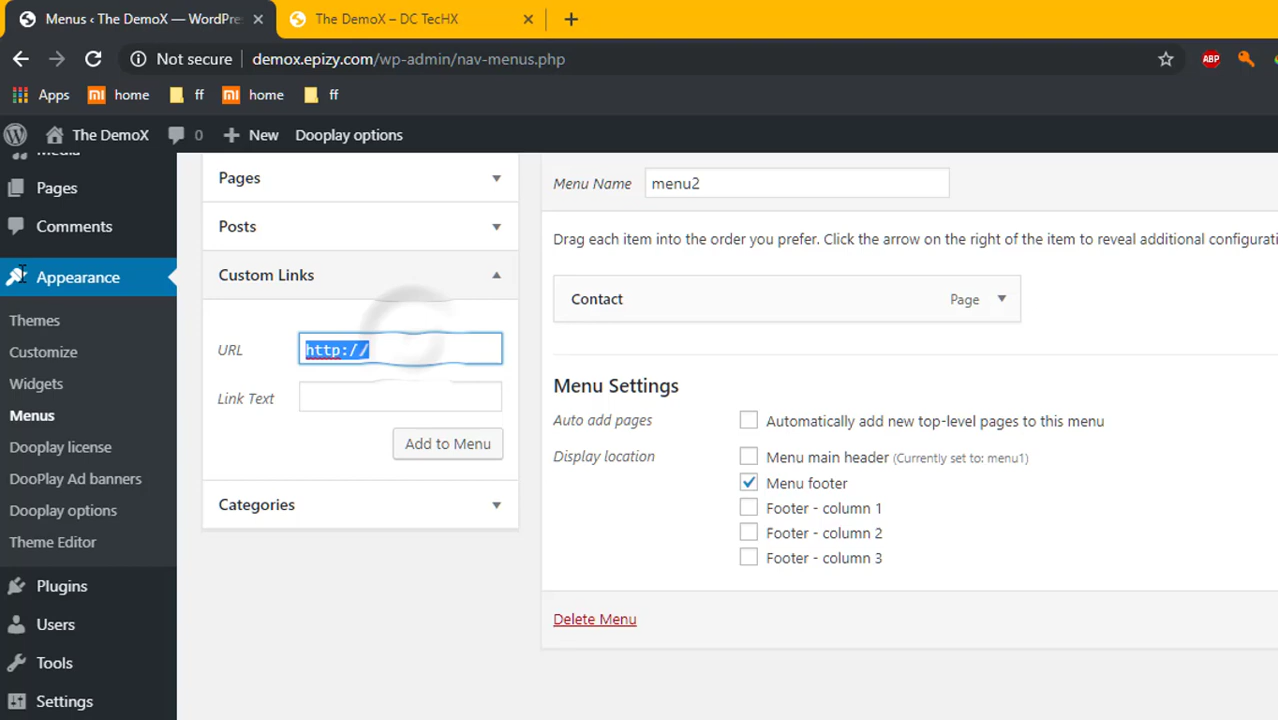 Menus ‹ The DemoX — WordPre
The DemoX – DC TecHX
Not secure
demox.epizy.com/wp-admin/nav-menus.php
ABP
Apps
home
ff
home
ff
The DemoX
0
New
Dooplay options
Media
Pages
Comments
Appearance
Themes
Customize
Widgets
Menus
Dooplay license
DooPlay Ad banners
Dooplay options
Theme Editor
Plugins
Users
Tools
Settings
Pages
Posts
Custom Links
URL
http://
Link Text
Add to Menu
Categories
Menu Name
menu2
Drag each item into the order you prefer. Click the arrow on the right of the item to reveal additional configurati
Contact
Page
Menu Settings
Auto add pages
Automatically add new top-level pages to this menu
Display location
Menu main header (Currently set to: menu1)
Menu footer
Footer - column 1
Footer - column 2
Footer - column 3
Delete Menu